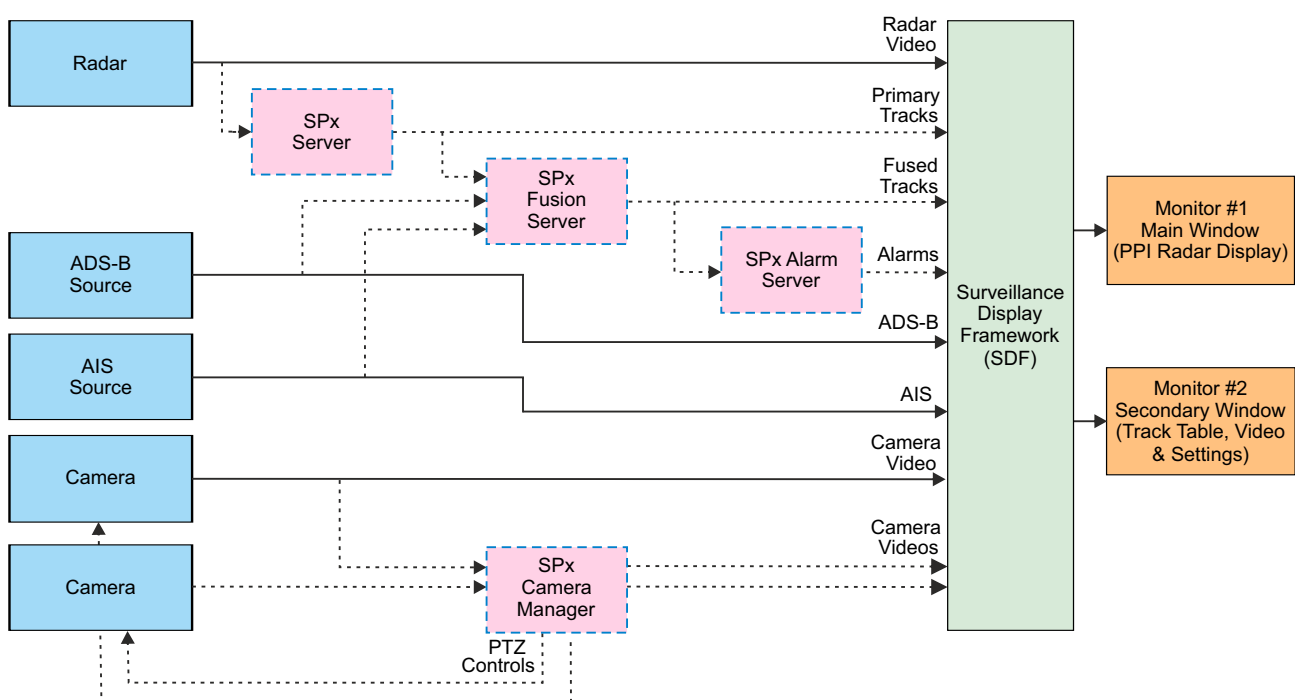 Radar
Radar
Video
SPx
Server
Primary
Tracks
SPx
Fusion
Server
Fused
Tracks
SPx Alarm
Server
Alarms
ADS-B
Source
ADS-B
AIS
Source
AIS
Camera
Camera
Video
Camera
SPx
Camera
Manager
Camera
Videos
PTZ
Controls
Surveillance
Display
Framework
(SDF)
Monitor #1
Main Window
(PPI Radar Display)
Monitor #2
Secondary Window
(Track Table, Video
& Settings)